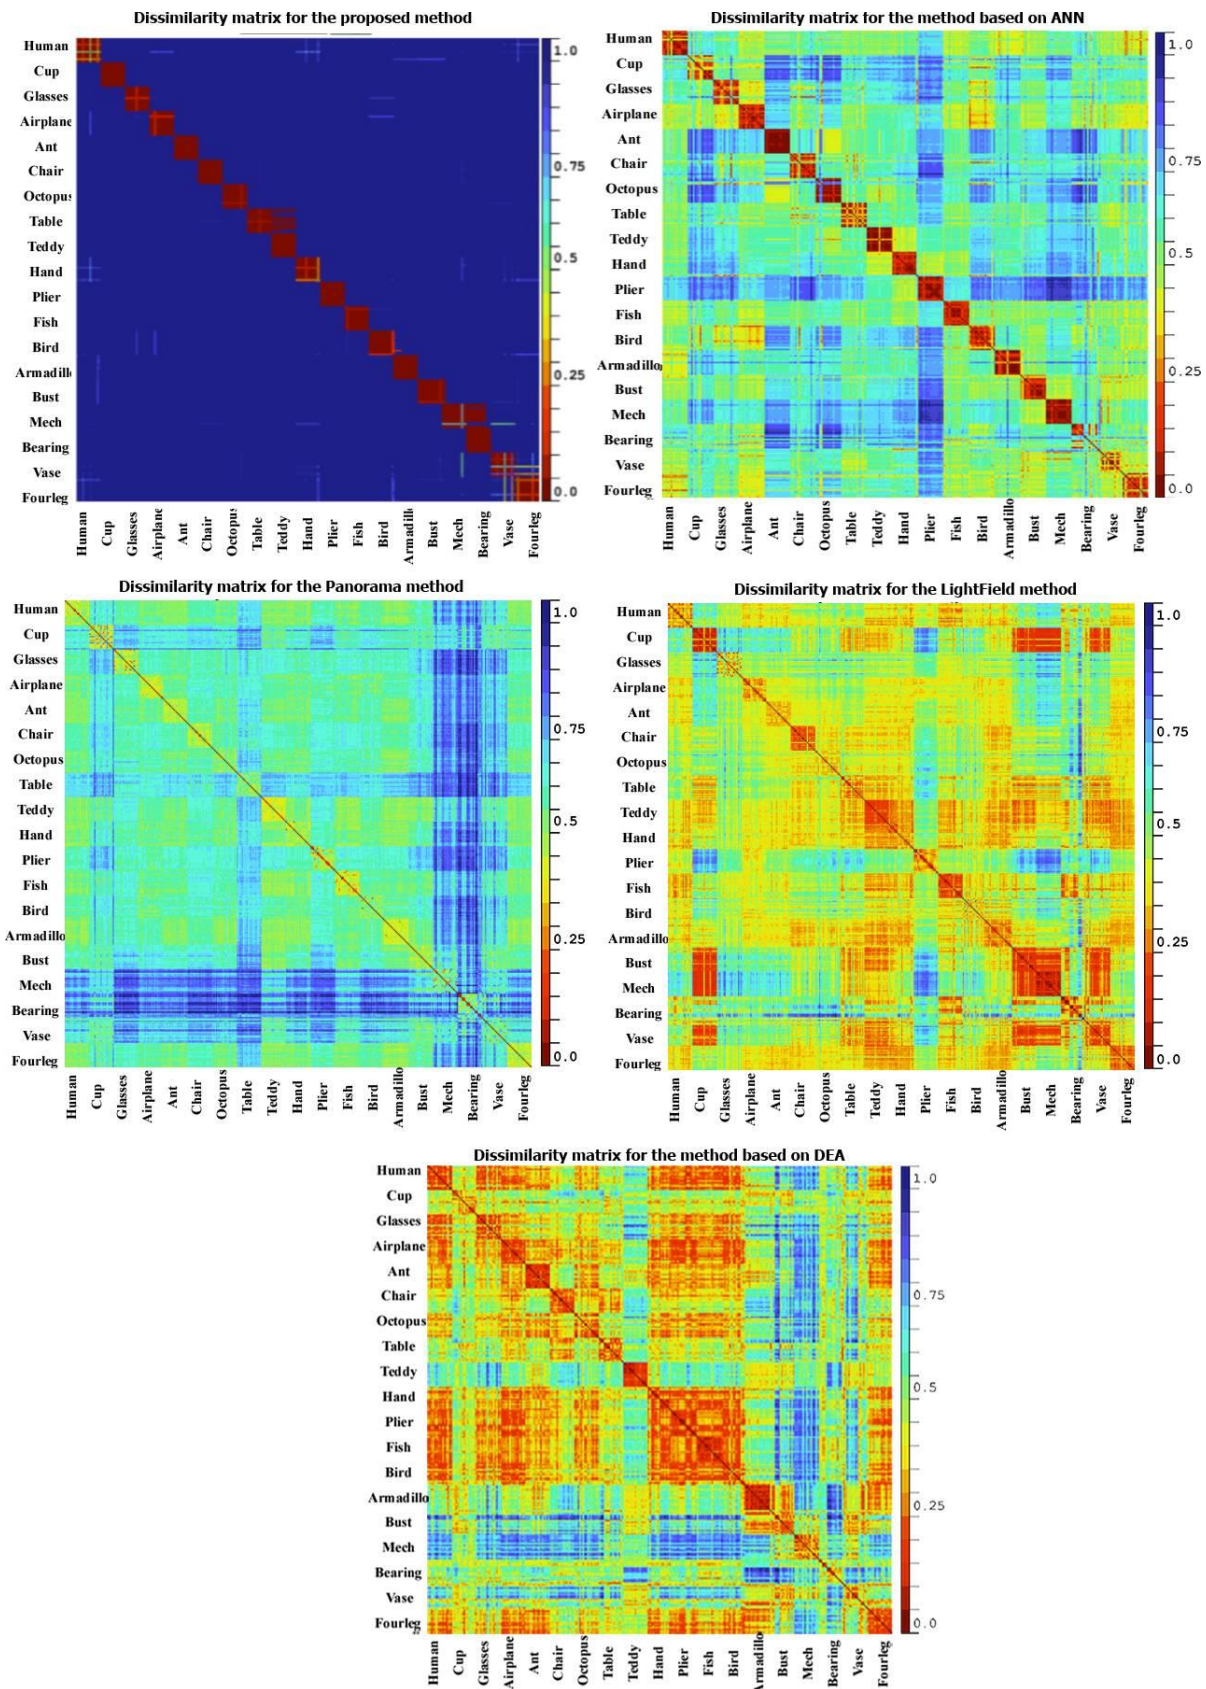 Dissimilarity matrix for the proposed method
Human
Cup
Glasses
Airplane
Ant
Chair
Octopus
Table
Teddy
Hand
Plier
Fish
Bird
Armadill
Bust
Mech
Bearing
Vase
Fourleg
1.0
0.75
0.5
0.25
0.0
Human
Cup
Glasses
Airplane
Ant
Chair
Octopus
Table
Teddy
Hand
Plier
Fish
Bird
Armadillo
Bust
Mech
Bearing
Vase
Fourleg
Dissimilarity matrix for the method based on ANN
Human
Cup
Glasses
Airplane
Ant
Chair
Octopus
Table
Teddy
Hand
Plier
Fish
Bird
Armadillo
Bust
Mech
Bearing
Vase
Fourleg
1.0
0.75
0.5
0.25
0.0
Human
Cup
Glasses
Airplane
Ant
Chair
Octopus
Table
Teddy
Hand
Plier
Fish
Bird
Armadillo
Bust
Mech
Bearing
Vase
Fourleg
Dissimilarity matrix for the Panorama method
Human
Cup
Glasses
Airplane
Ant
Chair
Octopus
Table
Teddy
Hand
Plier
Fish
Bird
Armadillo
Bust
Mech
Bearing
Vase
Fourleg
1.0
0.75
0.5
0.25
0.0
Human
Cup
Glasses
Airplane
Ant
Chair
Octopus
Table
Teddy
Hand
Plier
Fish
Bird
Armadillo
Bust
Mech
Bearing
Vase
Fourleg
Dissimilarity matrix for the LightField method
Human
Cup
Glasses
Airplane
Ant
Chair
Octopus
Table
Teddy
Hand
Plier
Fish
Bird
Armadillo
Bust
Mech
Bearing
Vase
Fourleg
1.0
0.75
0.5
0.25
0.0
Human
Cup
Glasses
Airplane
Ant
Chair
Octopus
Table
Teddy
Hand
Plier
Fish
Bird
Armadillo
Bust
Mech
Bearing
Vase
Fourleg
Dissimilarity matrix for the method based on DEA
Human
Cup
Glasses
Airplane
Ant
Chair
Octopus
Table
Teddy
Hand
Plier
Fish
Bird
Armadillo
Bust
Mech
Bearing
Vase
Fourleg
1.0
0.75
0.5
0.25
0.0
Human
Cup
Glasses
Airplane
Ant
Chair
Octopus
Table
Teddy
Hand
Plier
Fish
Bird
Armadillo
Bust
Mech
Bearing
Vase
Fourleg